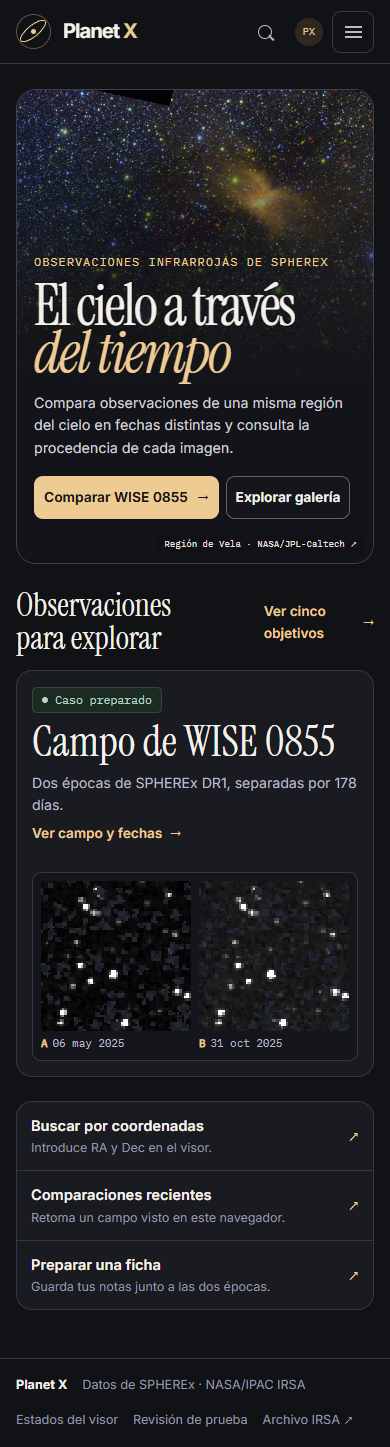 Planet X
PX
OBSERVACIONES INFRARROJAS DE SPHEREX
El cielo a través
del tiempo
Compara observaciones de una misma región
del cielo en fechas distintas y consulta la
procedencia de cada imagen.
Comparar WISE 0855 →
Explorar galería
Región de Vela · NASA/JPL-Caltech ↗
Observaciones
para explorar
Ver cinco
objetivos →
Caso preparado
Campo de WISE 0855
Dos épocas de SPHEREx DR1, separadas por 178
días.
Ver campo y fechas →
A 06 may 2025
B 31 oct 2025
Buscar por coordenadas
Introduce RA y Dec en el visor. ↗
Comparaciones recientes
Retoma un campo visto en este navegador. ↗
Preparar una ficha
Guarda tus notas junto a las dos épocas. ↗
Planet X Datos de SPHEREx · NASA/IPAC IRSA
Estados del visor Revisión de prueba Archivo IRSA ↗